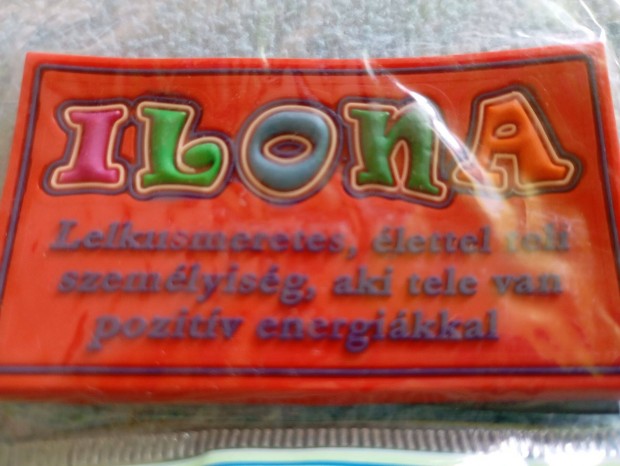 ILONA
Lelkiismeretes, élettel teli
személyiség, aki tele van
pozitív energiákkal